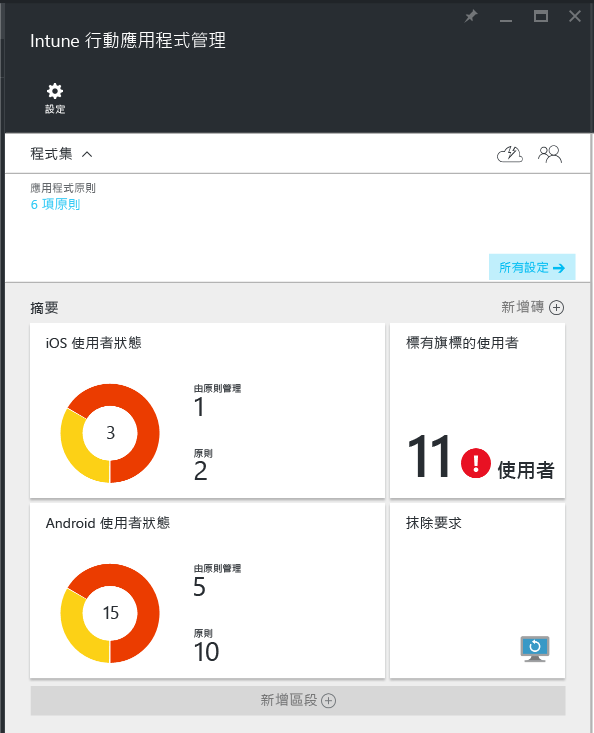 Intune 行動應用程式管理
設定
程式集
應用程式原則
6 項原則
所有設定
摘要
新增磚
iOS 使用者狀態
3
由原則管理
1
原則
2
標有旗標的使用者
11 使用者
Android 使用者狀態
15
由原則管理
5
原則
10
抹除要求
新增區段